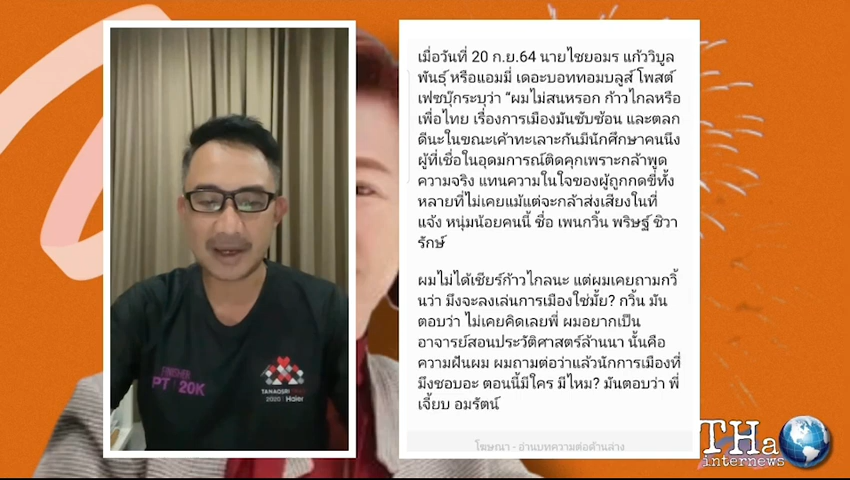 เมื่อวันที่ 20 ก.ย.64 นายไชยอมร แก้ววิบูล
พันธุ์ หรือแอมมี่ เดอะบอททอมบลูส์ โพสต์
เฟซบุ๊กระบุว่า “ผมไม่สนหรอก ก้าวไกลหรือ
เพื่อไทย เรื่องการเมืองมันซับซ้อน และตลก
ดีนะในขณะเค้าทะเลาะกันมีนักศึกษาคนนึง
ผู้ที่เชื่อในอุดมการณ์ติดคุกเพราะกล้าพูด
ความจริง แทนความในใจของผู้ถูกกดขี่ทั้ง
หลายที่ไม่เคยแม้แต่จะกล้าส่งเสียงในที่
แจ้ง หนุ่มน้อยคนนี้ ชื่อ เพนกวิ้น พริษฐ์ ชิวา
รักษ์
ผมไม่ได้เชียร์ก้าวไกลนะ แต่ผมเคยถามกวิ้
นว่า มึงจะลงเล่นการเมืองใช่มั้ย? กวิ้น มัน
ตอบว่า ไม่เคยคิดเลยพี่ ผมอยากเป็น
อาจารย์สอนประวัติศาสตร์ล้านนา นั้นคือ
ความฝันผม ผมถามต่อว่าแล้วนักการเมืองที่
มึงชอบอะ ตอนนี้มีใคร มีไหม? มันตอบว่า พี่
เจี๊ยบ อมรัตน์
โฆษณา - อ่านบทความต่อด้านล่าง
FINISHER
PT 20K
TANAOSRI TRAIL
2020 Haier
THa
internews